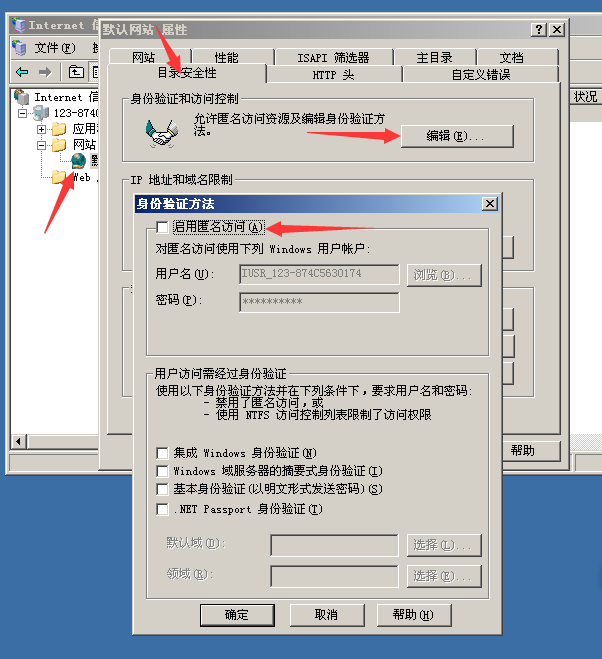 Internet 信
默认网站 属性
文件(F)
网站
性能
ISAPI 筛选器
主目录
文档
目录安全性
HTTP 头
自定义错误
Internet 信
状况
123-874C
应用
网站
默
Web
身份验证和访问控制
允许匿名访问资源及编辑身份验证方
法。
编辑(E)...
IP 地址和域名限制
身份验证方法
启用匿名访问(A)
对匿名访问使用下列 Windows 用户帐户:
用户名(U):
IUSR_123-874C5630174
浏览(B)...
密码(P):
**********
用户访问需经过身份验证
使用以下身份验证方法并在下列条件下,要求用户名和密码:
- 禁用了匿名访问,或
- 使用 NTFS 访问控制列表限制了访问权限
集成 Windows 身份验证(N)
Windows 域服务器的摘要式身份验证(I)
基本身份验证(以明文形式发送密码)(S)
.NET Passport 身份验证(T)
默认域(D):
选择(L)...
领域(R):
选择(E)...
确定
取消
帮助(H)
帮助